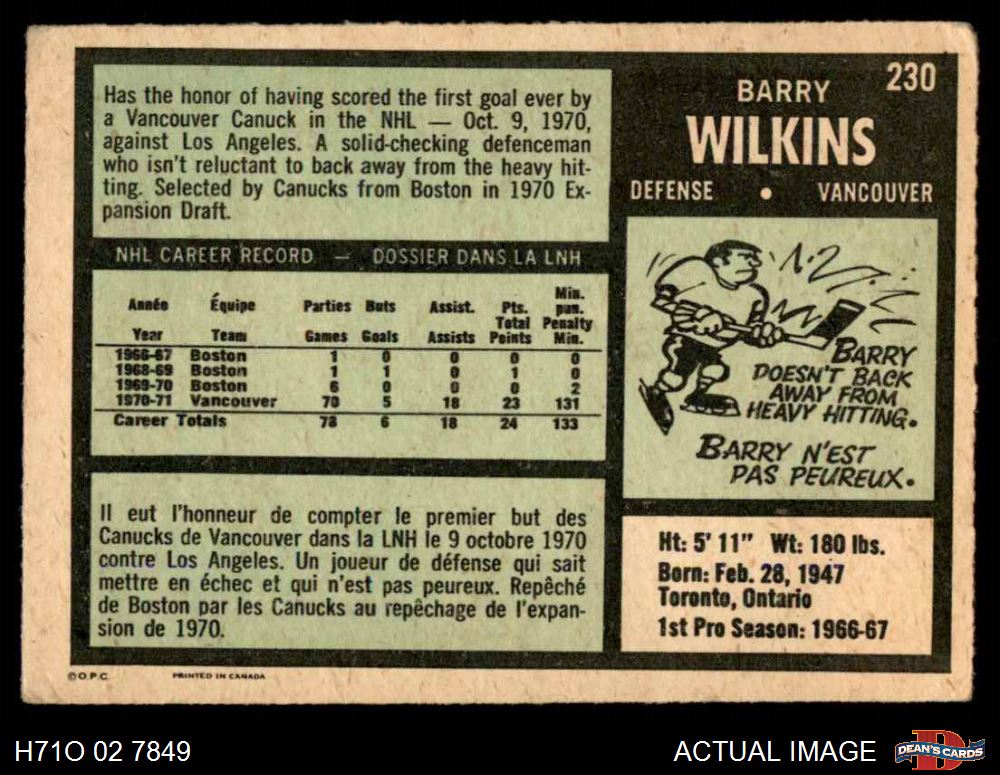 230
BARRY
WILKINS
DEFENSE • VANCOUVER
Has the honor of having scored the first goal ever by
a Vancouver Canuck in the NHL — Oct. 9, 1970,
against Los Angeles. A solid-checking defenceman
who isn't reluctant to back away from the heavy hit-
ting. Selected by Canucks from Boston in 1970 Ex-
pansion Draft.
NHL CAREER RECORD — DOSSIER DANS LA LNH
Année Équipe Parties Buts Assist. Pts. Min. pun.
Year Team Games Goals Assists Total Points Penalty Min.
1966-67 Boston 1 0 0 0 0
1968-69 Boston 1 1 0 1 0
1969-70 Boston 6 0 0 0 2
1970-71 Vancouver 70 5 18 23 131
Career Totals 78 6 18 24 133
Il eut l'honneur de compter le premier but des
Canucks de Vancouver dans la LNH le 9 octobre 1970
contre Los Angeles. Un joueur de défense qui sait
mettre en échec et qui n'est pas peureux. Repêché
de Boston par les Canucks au repêchage de l'expan-
sion de 1970.
BARRY
DOESN'T BACK
AWAY FROM
HEAVY HITTING.
BARRY N'EST
PAS PEUREUX.
Ht: 5' 11" Wt: 180 lbs.
Born: Feb. 28, 1947
Toronto, Ontario
1st Pro Season: 1966-67
© O.P.C. PRINTED IN CANADA
H71O 02 7849
ACTUAL IMAGE
DEAN'S CARDS